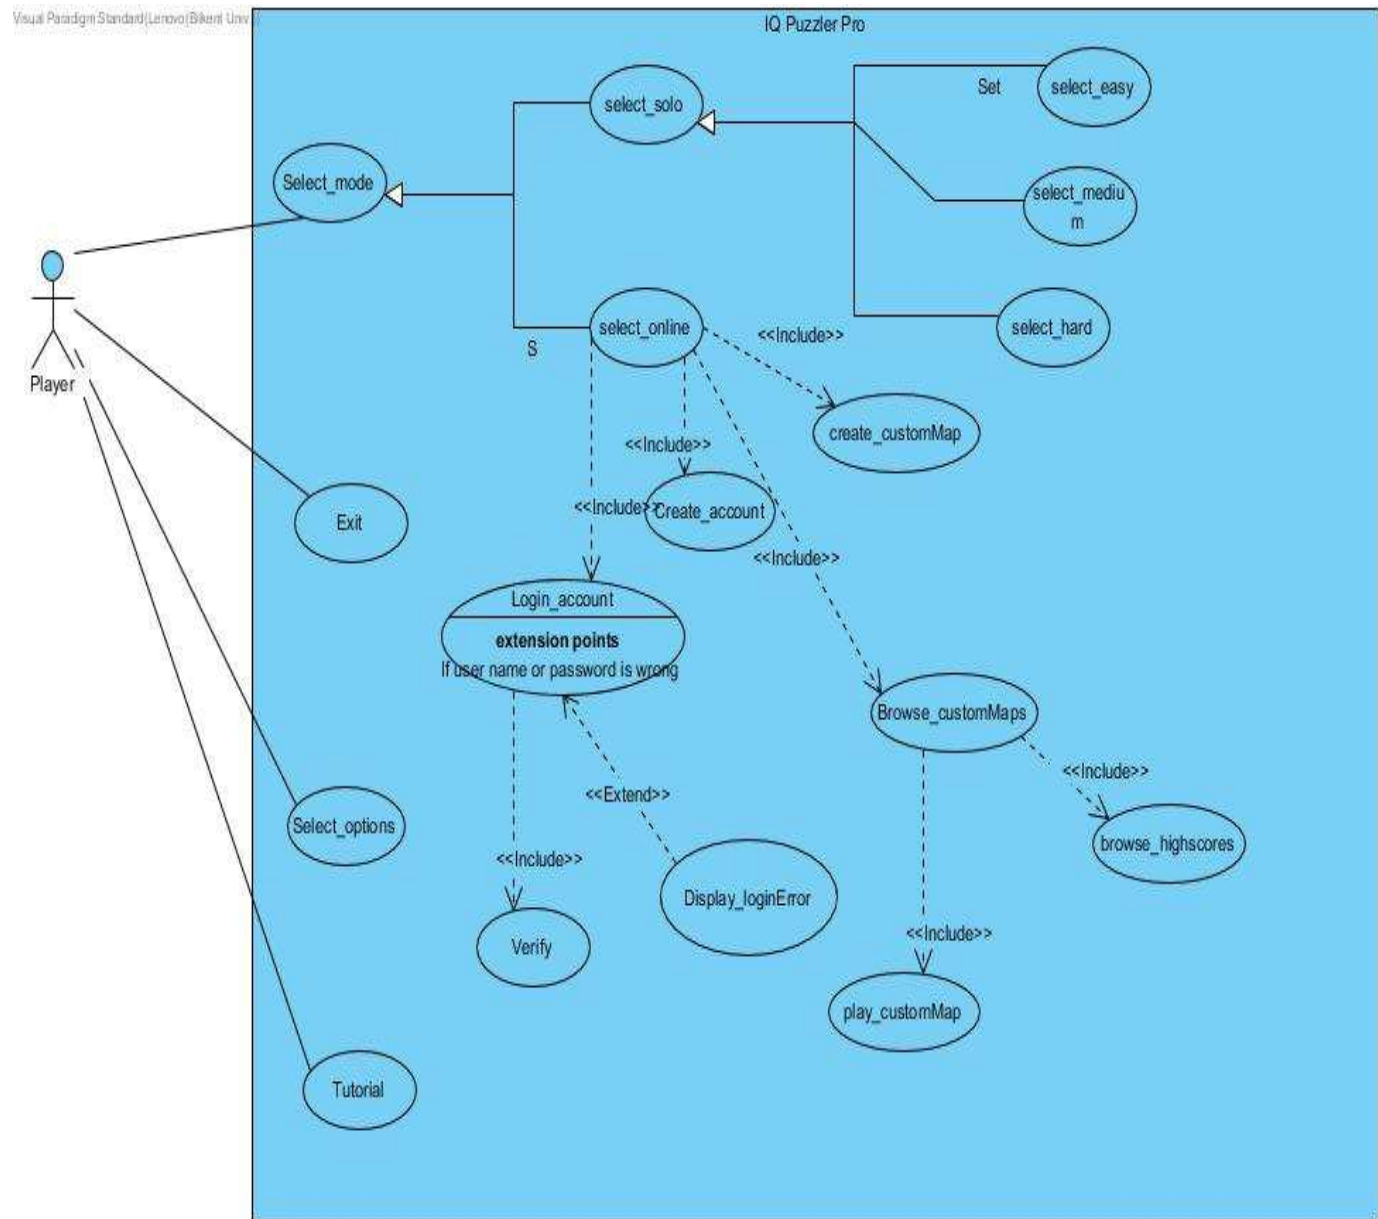 Visual Paradigm Standard(Lenovo(Bilkent Univ.
IQ Puzzler Pro
select_solo
Set
select_easy
Select_mode
select_mediu
m
select_online
<<Include>>
select_hard
S
Player
create_customMap
<<Include>>
<<Include>>
Create_account
Exit
<<Include>>
Login_account
extension points
If user name or password is wrong
Browse_customMaps
<<Include>>
<<Extend>>
Select_options
browse_highscores
<<Include>>
Display_loginError
<<Include>>
Verify
play_customMap
Tutorial